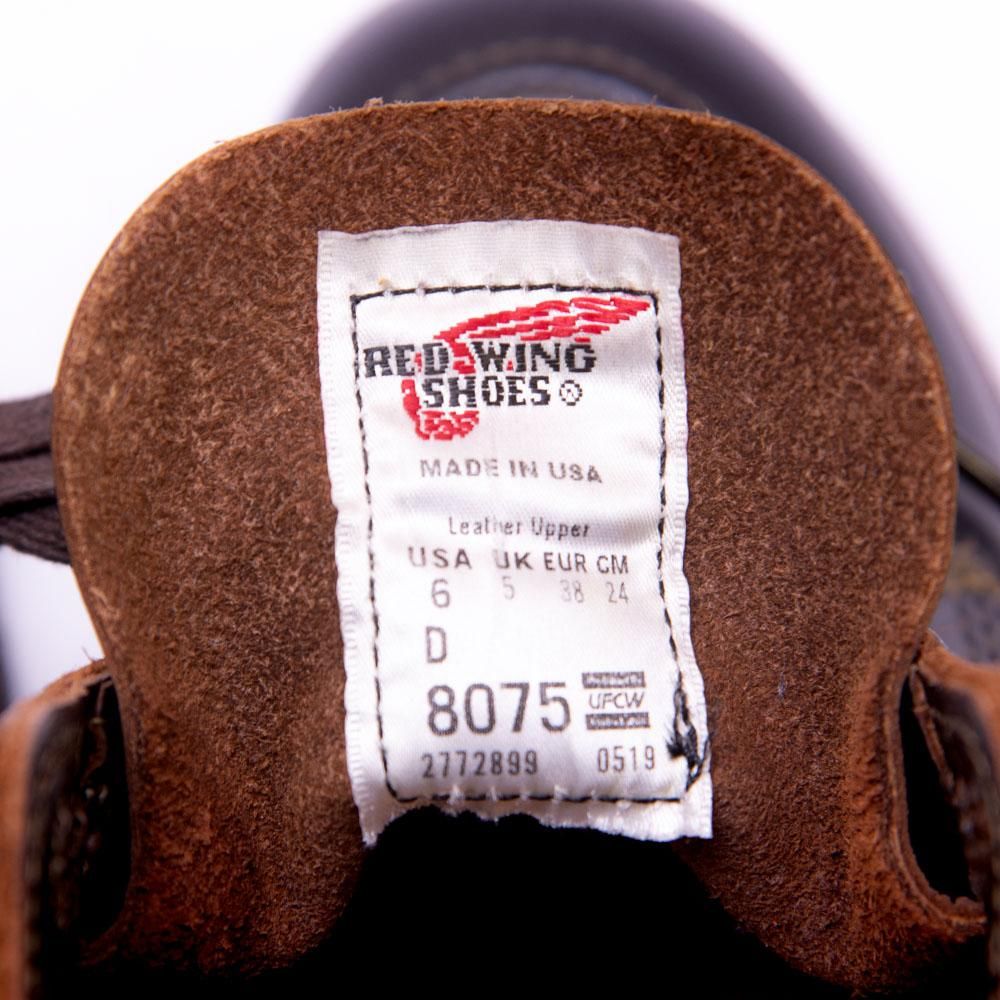 RED WING
SHOES ®
MADE IN USA
Leather Upper
USA UK EUR CM
6 5 38 24
D
8075
UFCW
2772899 0519